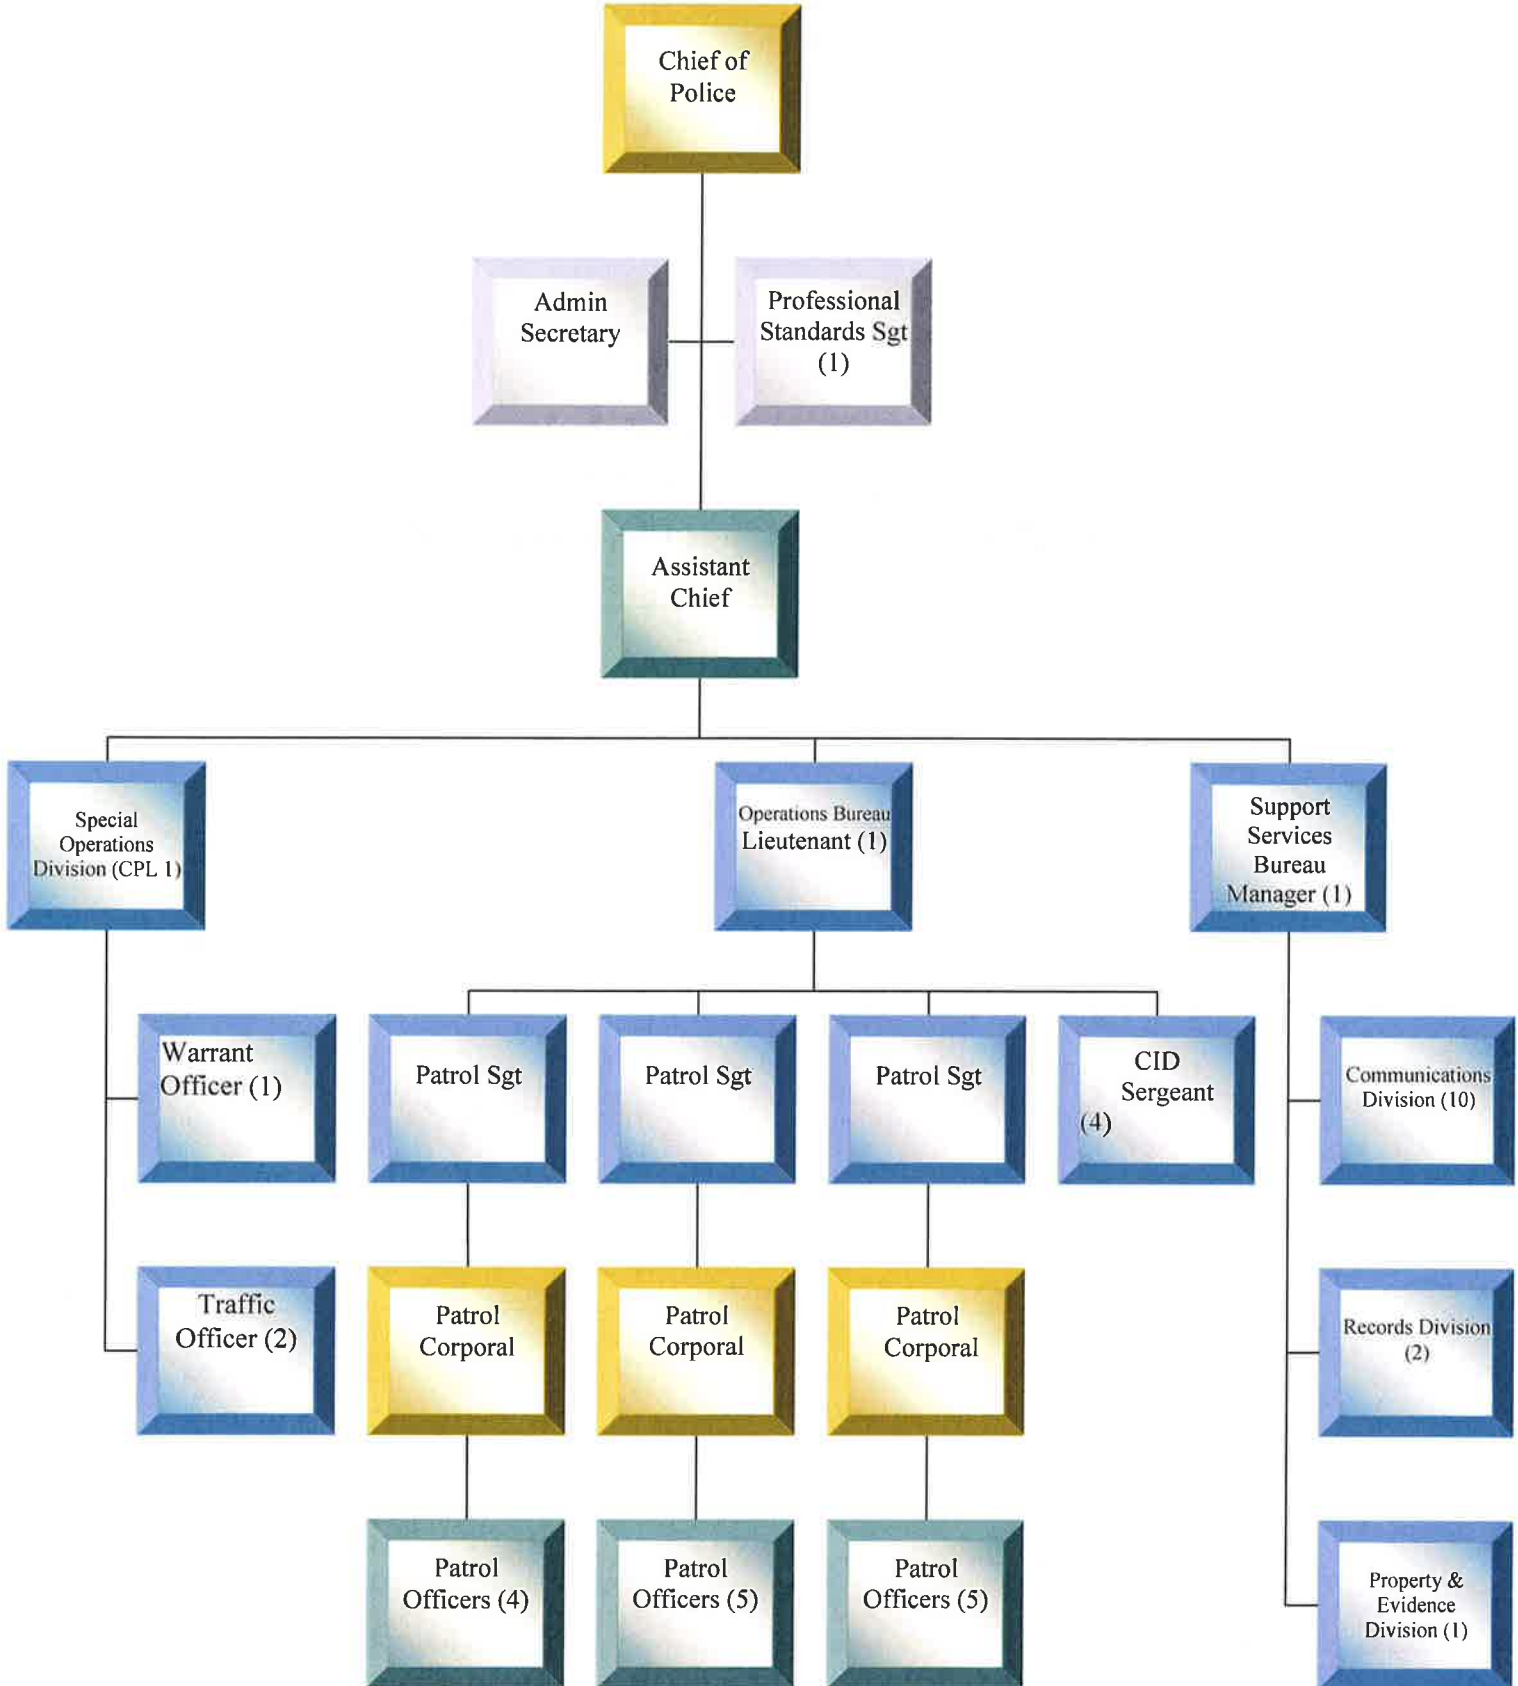 Chief of
Police
Admin
Secretary
Professional
Standards Sgt
(1)
Assistant
Chief
Special
Operations
Division (CPL 1)
Operations Bureau
Lieutenant (1)
Support
Services
Bureau
Manager (1)
Warrant
Officer (1)
Patrol Sgt
Patrol Sgt
Patrol Sgt
CID
Sergeant
(4)
Communications
Division (10)
Traffic
Officer (2)
Patrol
Corporal
Patrol
Corporal
Patrol
Corporal
Records Division
(2)
Patrol
Officers (4)
Patrol
Officers (5)
Patrol
Officers (5)
Property &
Evidence
Division (1)